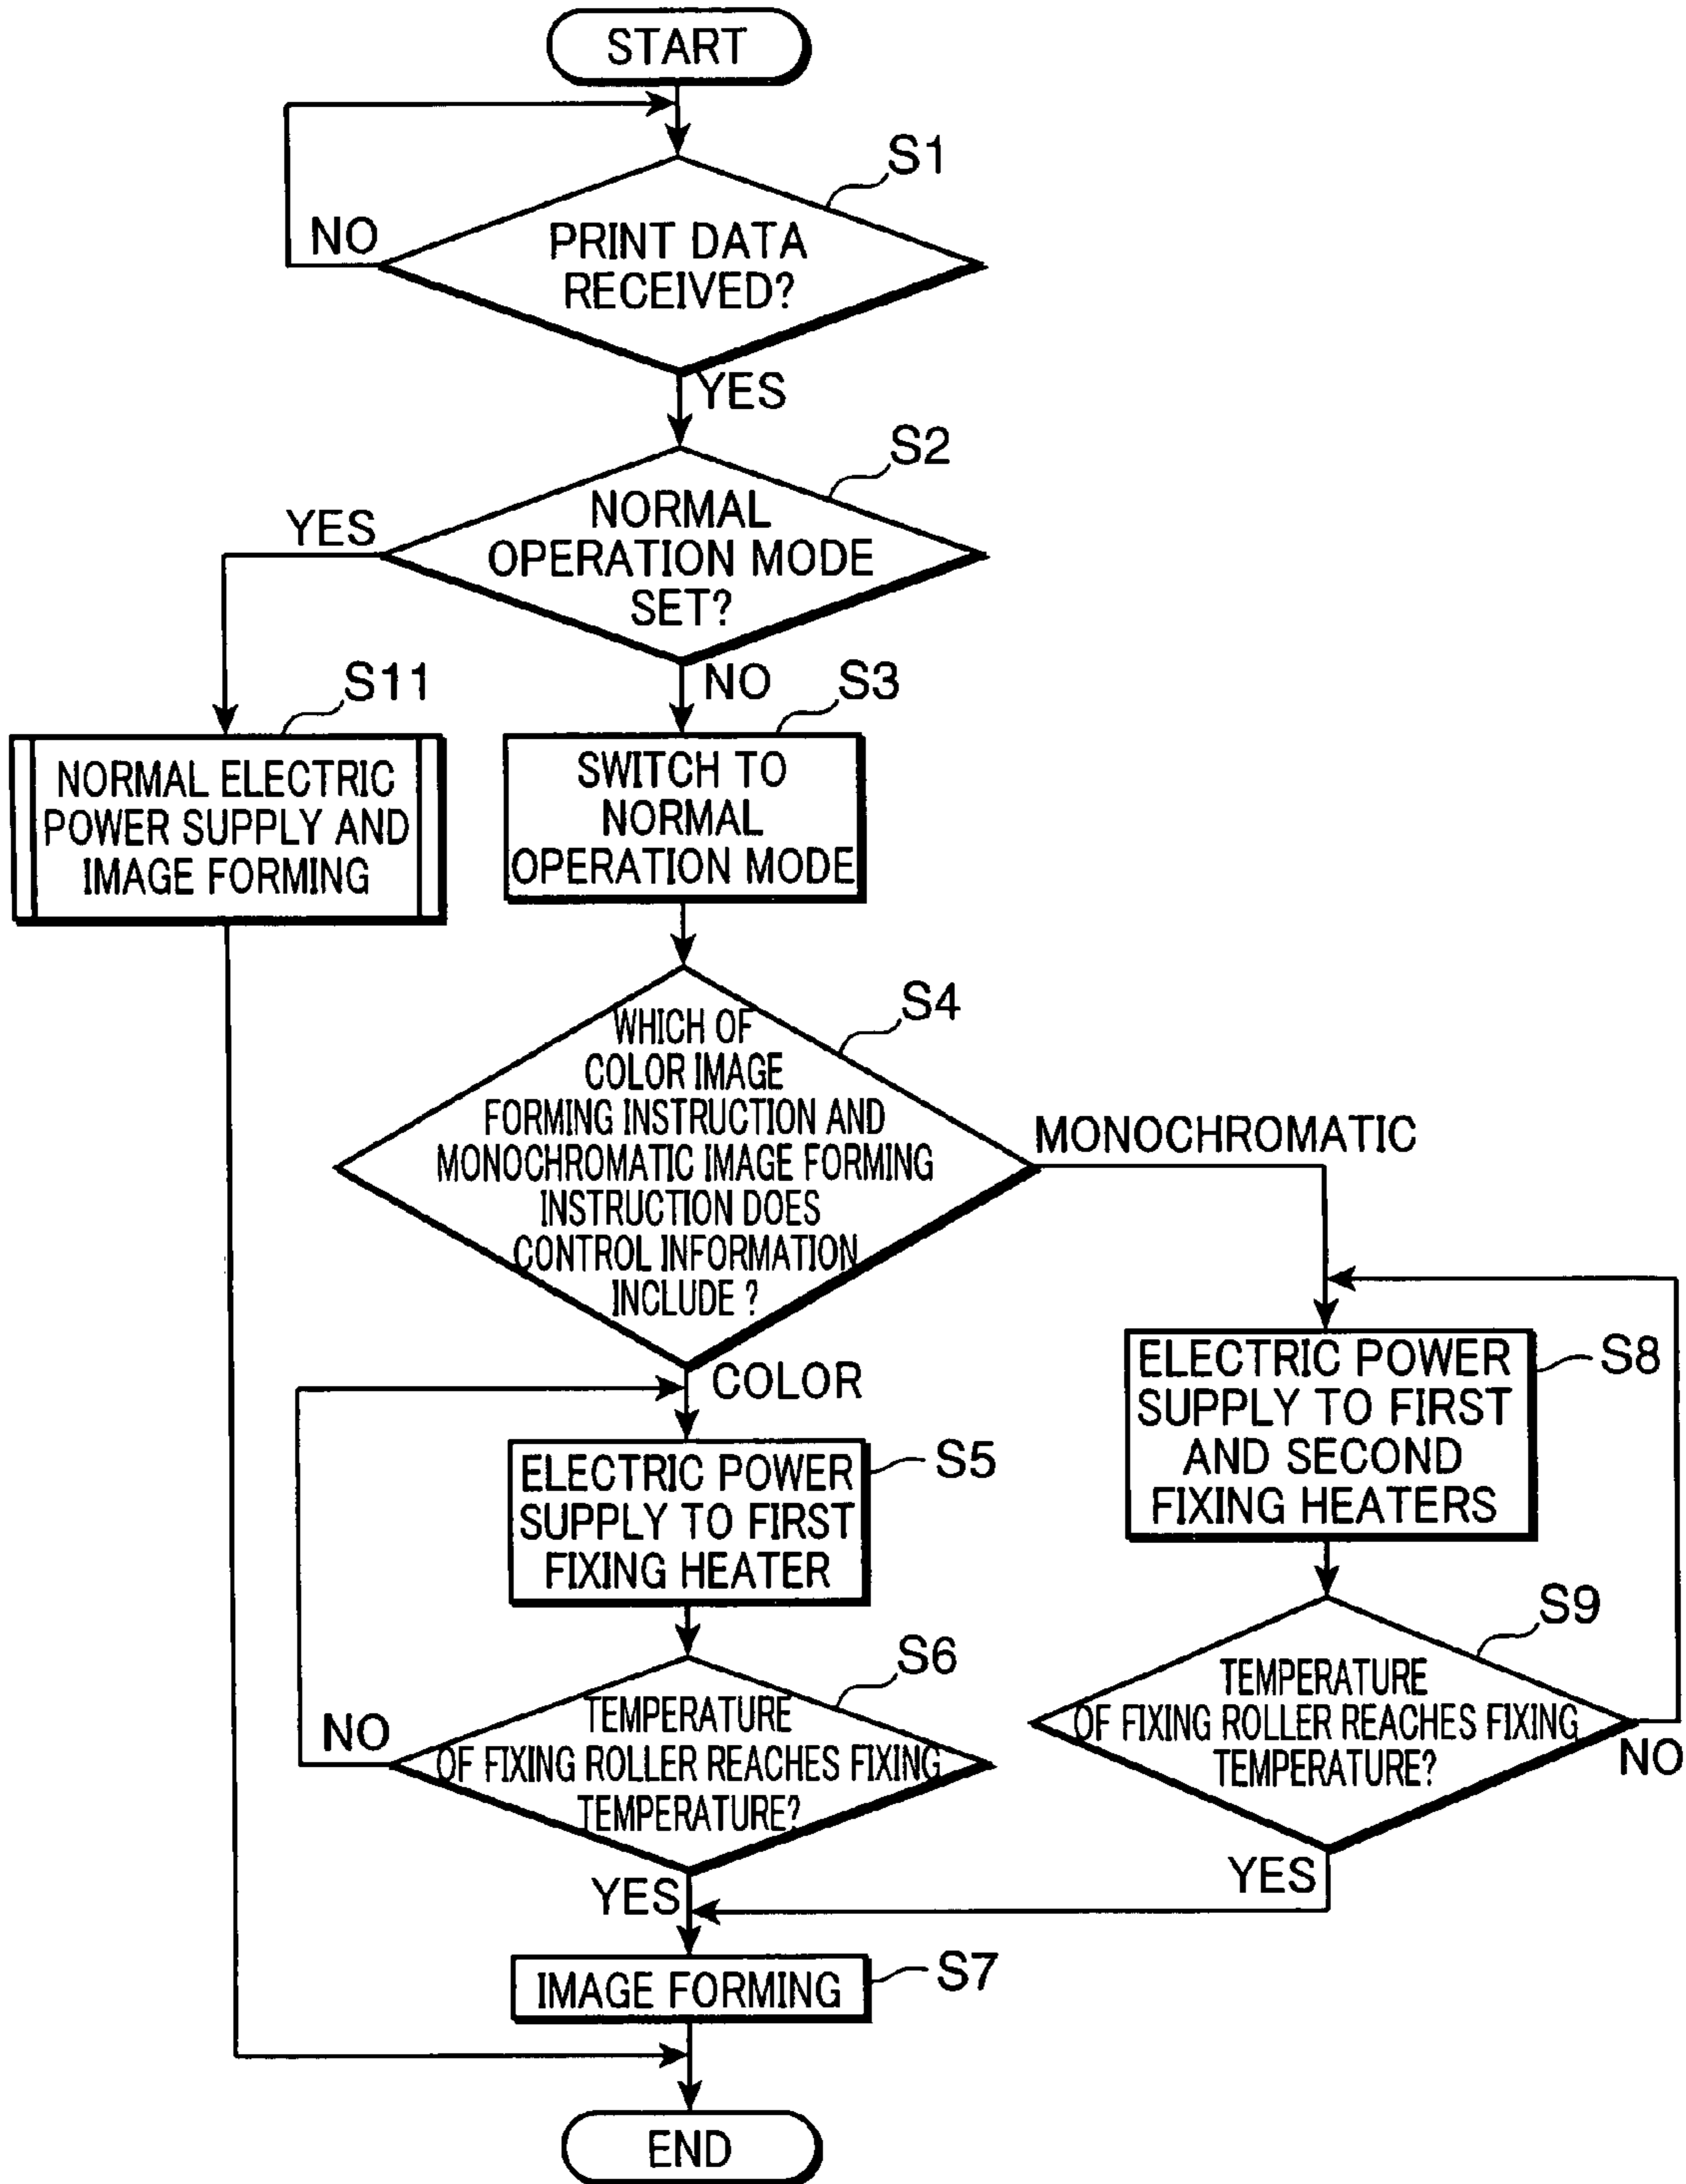 START
S1
NO
PRINT DATA
RECEIVED?
YES
S2
YES
NORMAL
OPERATION MODE
SET?
NO
S3
S11
NORMAL ELECTRIC
POWER SUPPLY AND
IMAGE FORMING
SWITCH TO
NORMAL
OPERATION MODE
S4
WHICH OF
COLOR IMAGE
FORMING INSTRUCTION AND
MONOCHROMATIC IMAGE FORMING
INSTRUCTION DOES
CONTROL INFORMATION
INCLUDE ?
MONOCHROMATIC
COLOR
ELECTRIC POWER
SUPPLY TO FIRST
FIXING HEATER
S5
ELECTRIC POWER
SUPPLY TO FIRST
AND SECOND
FIXING HEATERS
S8
S6
NO
TEMPERATURE
OF FIXING ROLLER REACHES FIXING
TEMPERATURE?
YES
S9
TEMPERATURE
OF FIXING ROLLER REACHES FIXING
TEMPERATURE?
NO
YES
IMAGE FORMING
S7
END